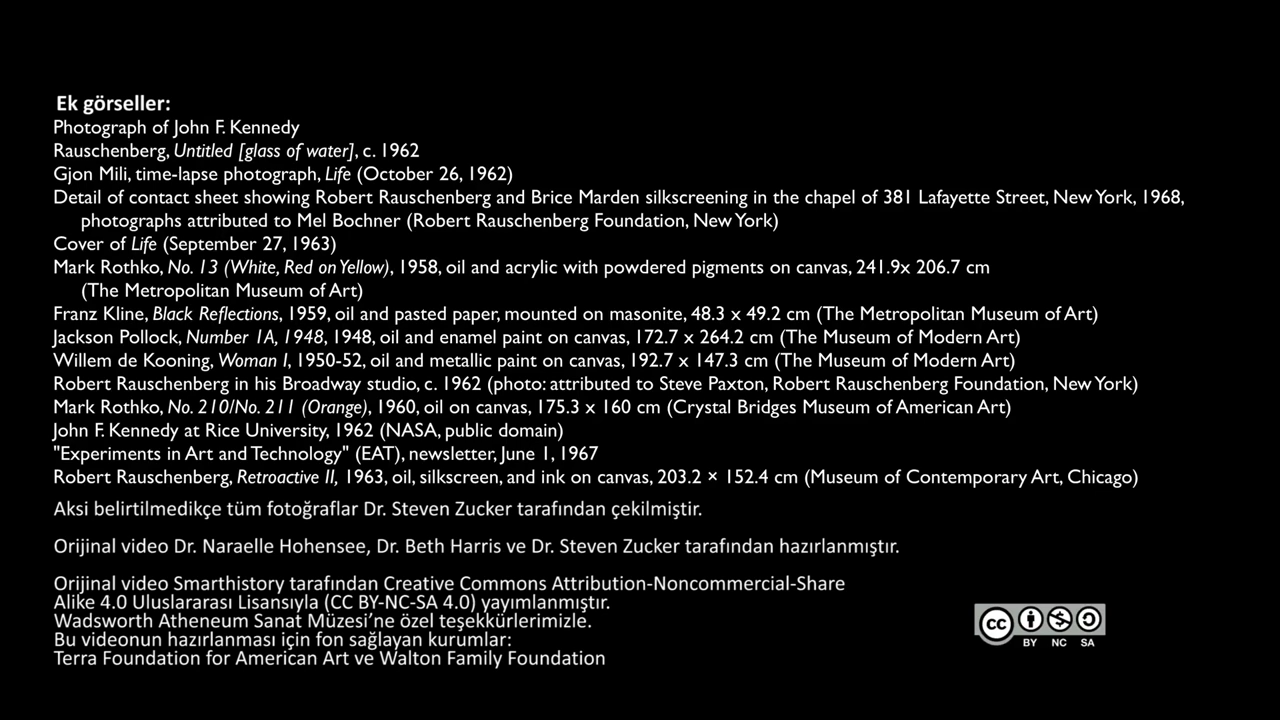 Ek görseller:
Photograph of John F. Kennedy
Rauschenberg, Untitled [glass of water], c. 1962
Gjon Mili, time-lapse photograph, Life (October 26, 1962)
Detail of contact sheet showing Robert Rauschenberg and Brice Marden silkscreening in the chapel of 381 Lafayette Street, New York, 1968,
photographs attributed to Mel Bochner (Robert Rauschenberg Foundation, New York)
Cover of Life (September 27, 1963)
Mark Rothko, No. 13 (White, Red on Yellow), 1958, oil and acrylic with powdered pigments on canvas, 241.9x 206.7 cm
(The Metropolitan Museum of Art)
Franz Kline, Black Reflections, 1959, oil and pasted paper, mounted on masonite, 48.3 x 49.2 cm (The Metropolitan Museum of Art)
Jackson Pollock, Number 1A, 1948, 1948, oil and enamel paint on canvas, 172.7 x 264.2 cm (The Museum of Modern Art)
Willem de Kooning, Woman I, 1950-52, oil and metallic paint on canvas, 192.7 x 147.3 cm (The Museum of Modern Art)
Robert Rauschenberg in his Broadway studio, c. 1962 (photo: attributed to Steve Paxton, Robert Rauschenberg Foundation, New York)
Mark Rothko, No. 210/No. 211 (Orange), 1960, oil on canvas, 175.3 x 160 cm (Crystal Bridges Museum of American Art)
John F. Kennedy at Rice University, 1962 (NASA, public domain)
"Experiments in Art and Technology" (EAT), newsletter, June 1, 1967
Robert Rauschenberg, Retroactive II, 1963, oil, silkscreen, and ink on canvas, 203.2 × 152.4 cm (Museum of Contemporary Art, Chicago)
Aksi belirtilmedikçe tüm fotoğraflar Dr. Steven Zucker tarafından çekilmiştir.
Orijinal video Dr. Naraelle Hohensee, Dr. Beth Harris ve Dr. Steven Zucker tarafından hazırlanmıştır.
Orijinal video Smarthistory tarafından Creative Commons Attribution-Noncommercial-Share
Alike 4.0 Uluslararası Lisansıyla (CC BY-NC-SA 4.0) yayımlanmıştır.
Wadsworth Atheneum Sanat Müzesi’ne özel teşekkürlerimizle.
Bu videonun hazırlanması için fon sağlayan kurumlar:
Terra Foundation for American Art ve Walton Family Foundation
cc
BY NC SA